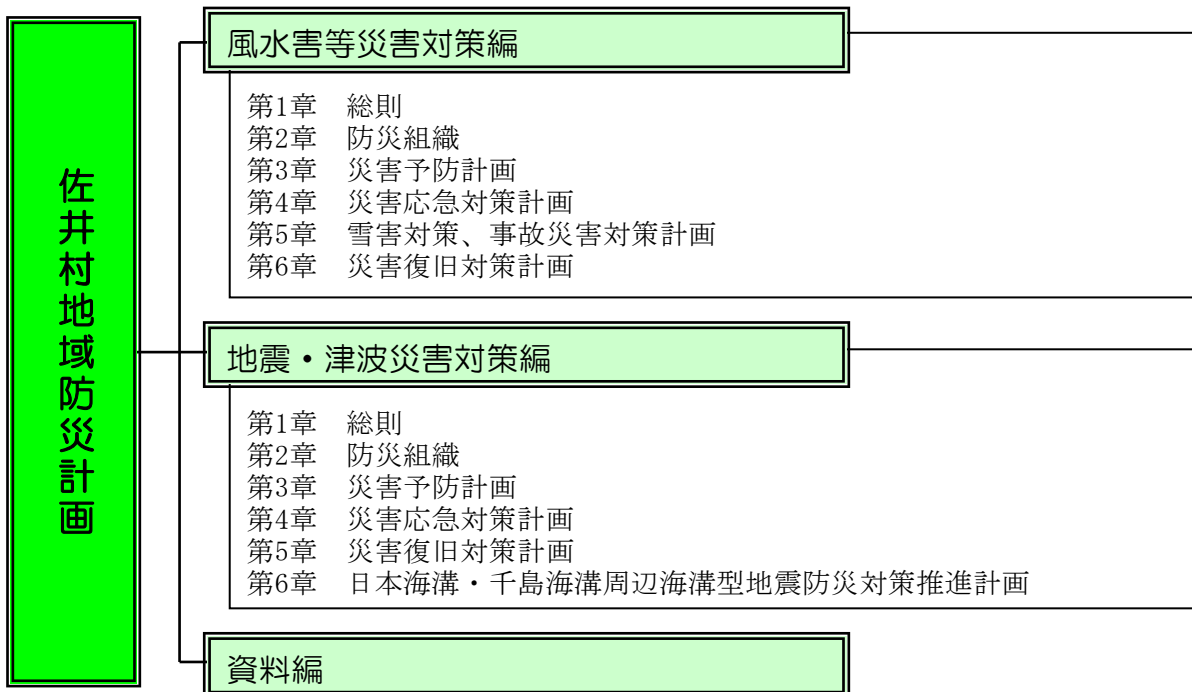 佐井村地域防災計画
風水害等災害対策編
第1章　総則
第2章　防災組織
第3章　災害予防計画
第4章　災害応急対策計画
第5章　雪害対策、事故災害対策計画
第6章　災害復旧対策計画
地震・津波災害対策編
第1章　総則
第2章　防災組織
第3章　災害予防計画
第4章　災害応急対策計画
第5章　災害復旧対策計画
第6章　日本海溝・千島海溝周辺海溝型地震防災対策推進計画
資料編